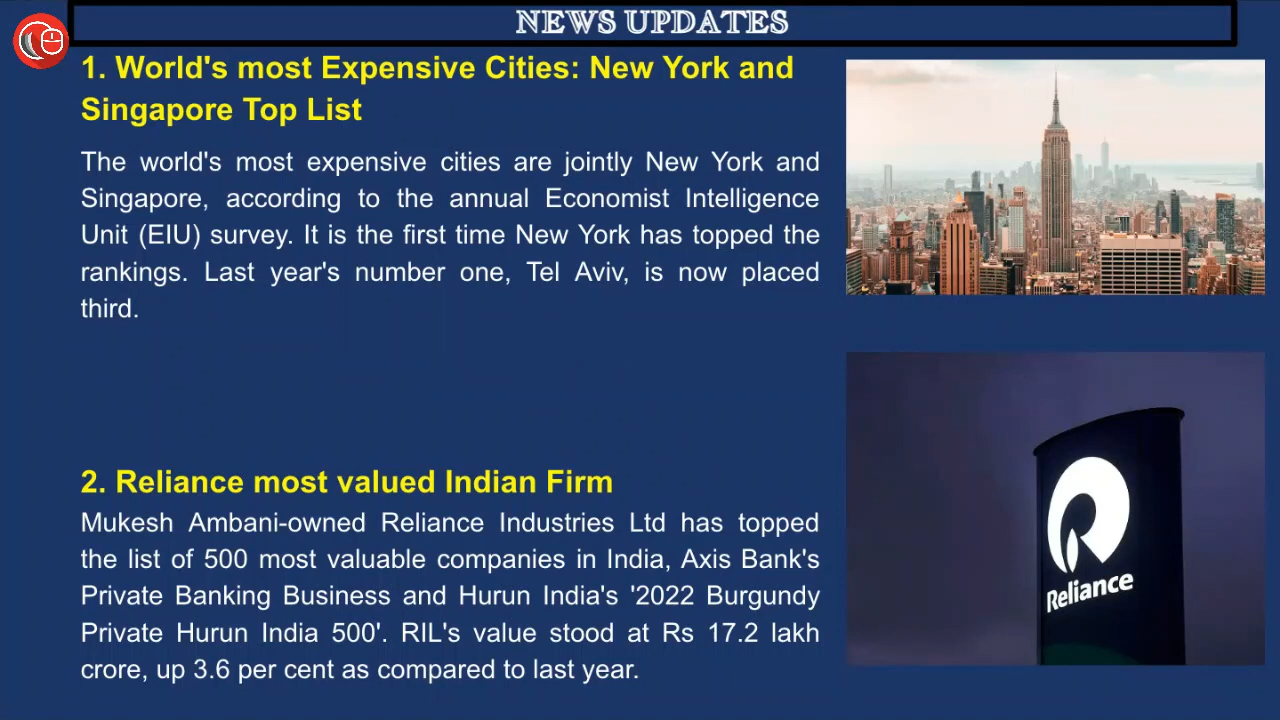 NEWS UPDATES
1. World's most Expensive Cities: New York and
Singapore Top List
The world's most expensive cities are jointly New York and
Singapore, according to the annual Economist Intelligence
Unit (EIU) survey. It is the first time New York has topped the
rankings. Last year's number one, Tel Aviv, is now placed
third.
2. Reliance most valued Indian Firm
Mukesh Ambani-owned Reliance Industries Ltd has topped
the list of 500 most valuable companies in India, Axis Bank's
Private Banking Business and Hurun India's '2022 Burgundy
Private Hurun India 500'. RIL's value stood at Rs 17.2 lakh
crore, up 3.6 per cent as compared to last year.
Reliance